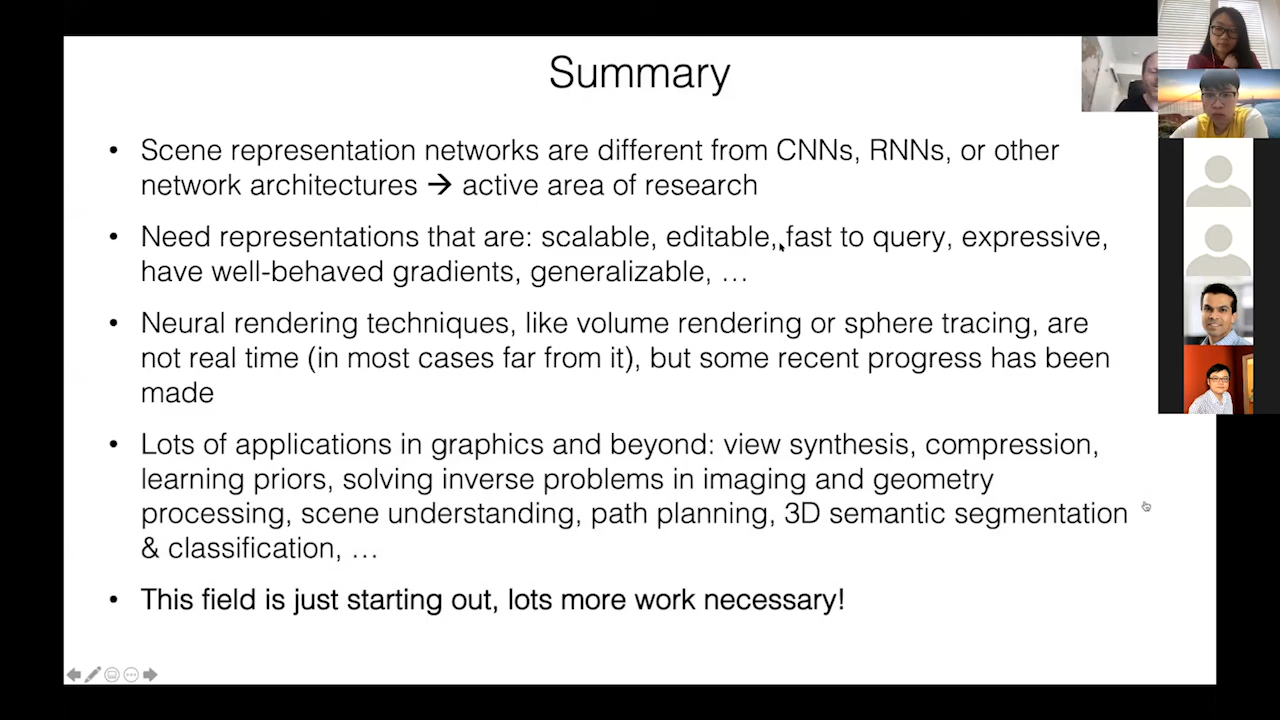 Summary
• Scene representation networks are different from CNNs, RNNs, or other
network architectures → active area of research
• Need representations that are: scalable, editable, fast to query, expressive,
have well-behaved gradients, generalizable, …
• Neural rendering techniques, like volume rendering or sphere tracing, are
not real time (in most cases far from it), but some recent progress has been
made
• Lots of applications in graphics and beyond: view synthesis, compression,
learning priors, solving inverse problems in imaging and geometry
processing, scene understanding, path planning, 3D semantic segmentation
& classification, …
• This field is just starting out, lots more work necessary!